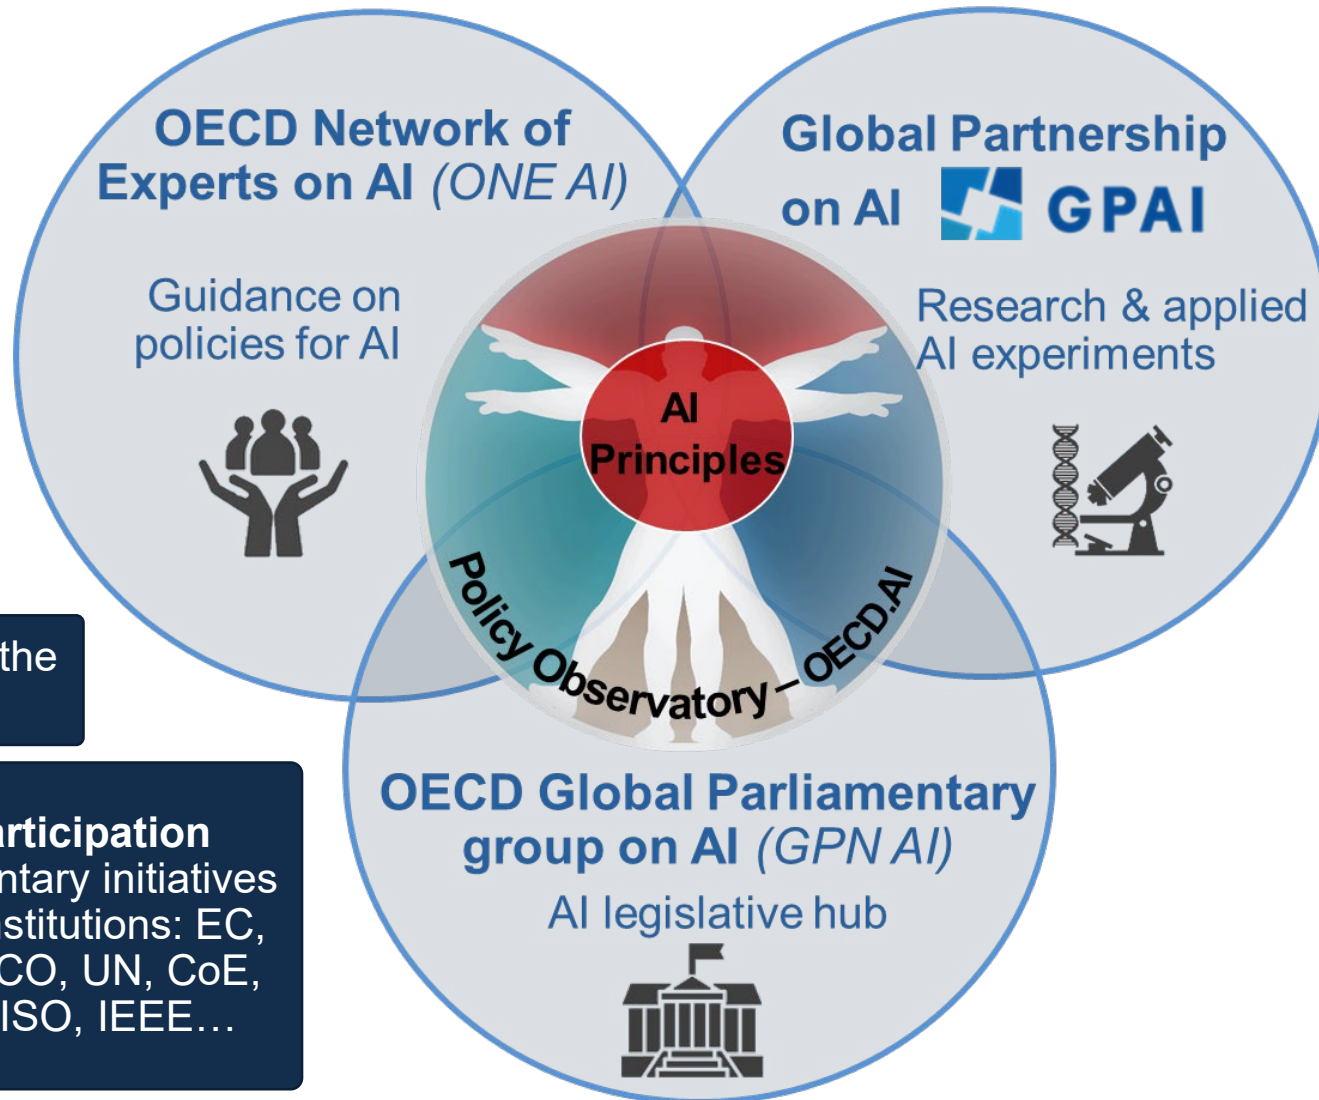 OECD Network of
Experts on AI (ONE AI)
Guidance on
policies for AI
Global Partnership
on AI GPAI
Research & applied
AI experiments
AI
Principles
Policy Observatory – OECD.AI
the
OECD Global Parliamentary
group on AI (GPN AI)
AI legislative hub
articipation
ntary initiatives
nstitutions: EC,
CO, UN, CoE,
ISO, IEEE…